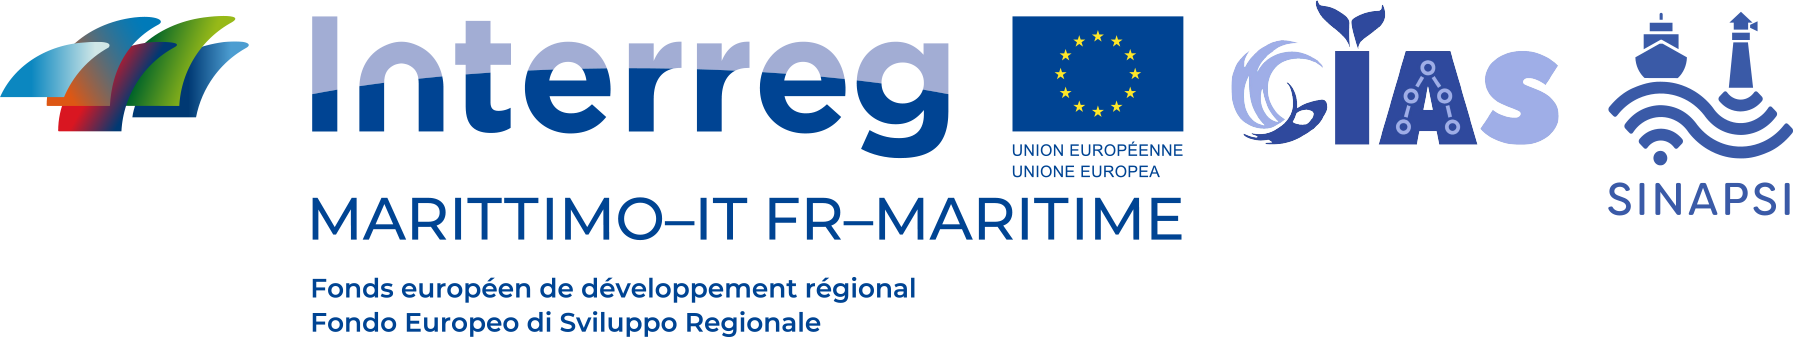 Interreg
UNION EUROPÉENNE
UNIONE EUROPEA
MARITTIMO–IT FR–MARITIME
Fonds européen de développement régional
Fondo Europeo di Sviluppo Regionale
GIAS
SINAPSI